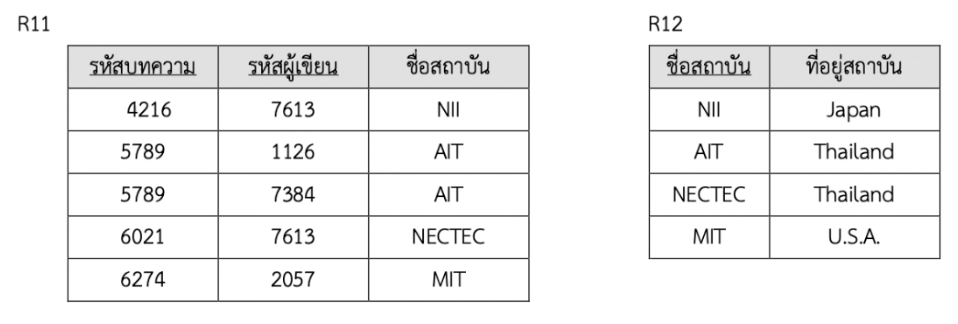 R11
รหัสบทความ รหัสผู้เขียน ชื่อสถาบัน
4216 7613 NII
5789 1126 AIT
5789 7384 AIT
6021 7613 NECTEC
6274 2057 MIT
R12
ชื่อสถาบัน ที่อยู่สถาบัน
NII Japan
AIT Thailand
NECTEC Thailand
MIT U.S.A.